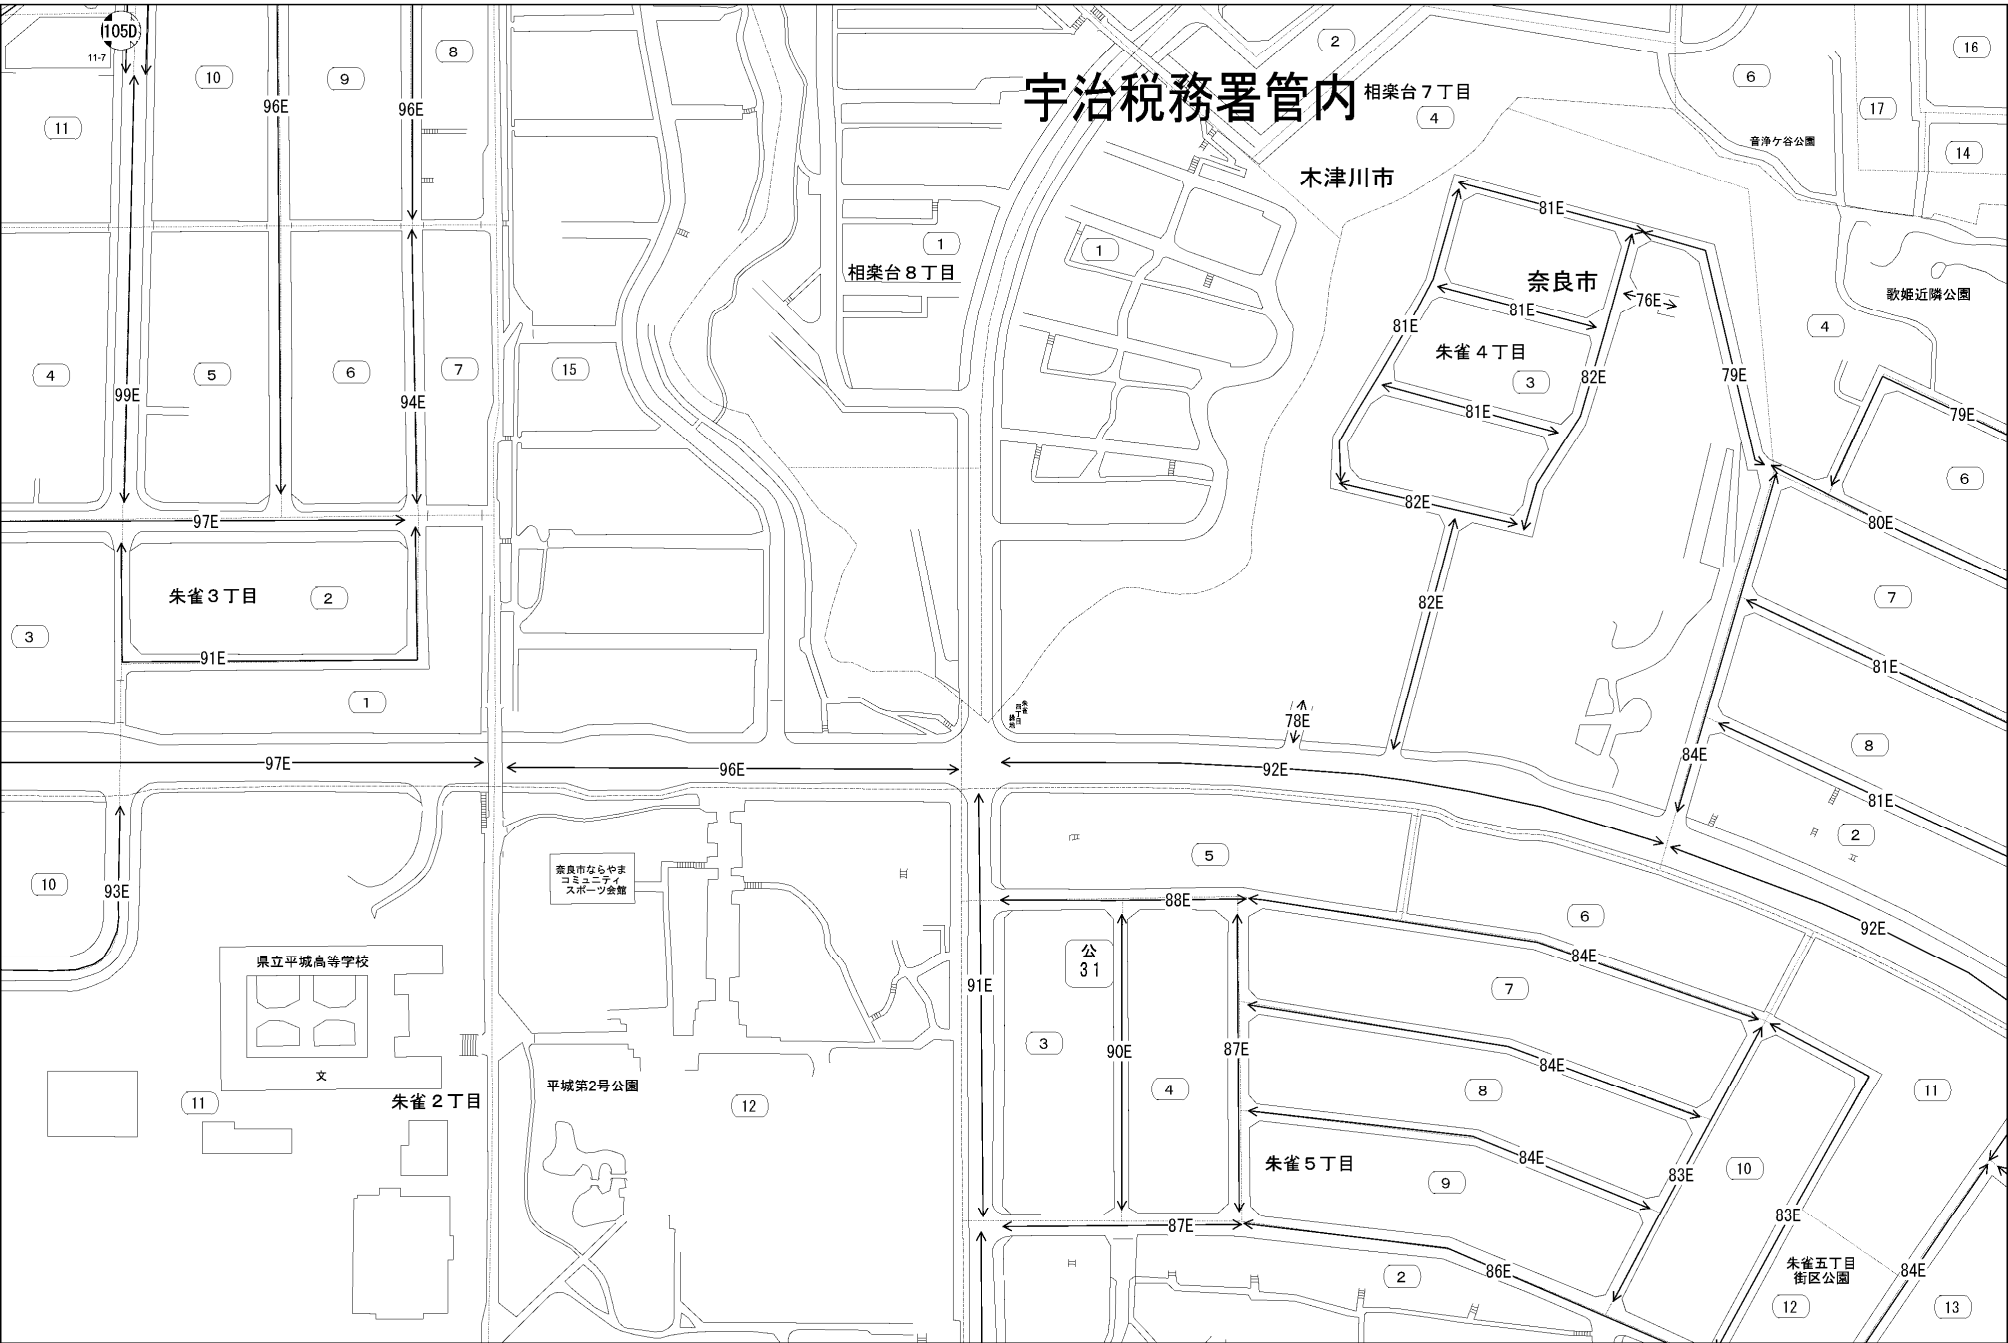 105D
11-7
10
9
8
2
16
宇治税務署管内
相楽台７丁目
4
6
17
96E
96E
11
音浄ケ谷公園
14
木津川市
81E
1
1
相楽台８丁目
奈良市
76E
歌姫近隣公園
81E
81E
4
朱雀４丁目
4
5
6
7
15
3
82E
79E
99E
94E
81E
79E
6
82E
97E
80E
朱雀３丁目
2
82E
7
3
91E
81E
1
朱雀
四丁目
緑地
78E
8
84E
97E
96E
92E
81E
2
5
奈良市ならやま
コミュニティ
スポーツ会館
10
93E
88E
6
92E
公
31
県立平城高等学校
84E
91E
7
3
90E
87E
84E
文
平城第2号公園
4
8
11
11
朱雀２丁目
12
84E
朱雀５丁目
9
83E
10
87E
83E
86E
2
朱雀五丁目
街区公園
84E
12
13